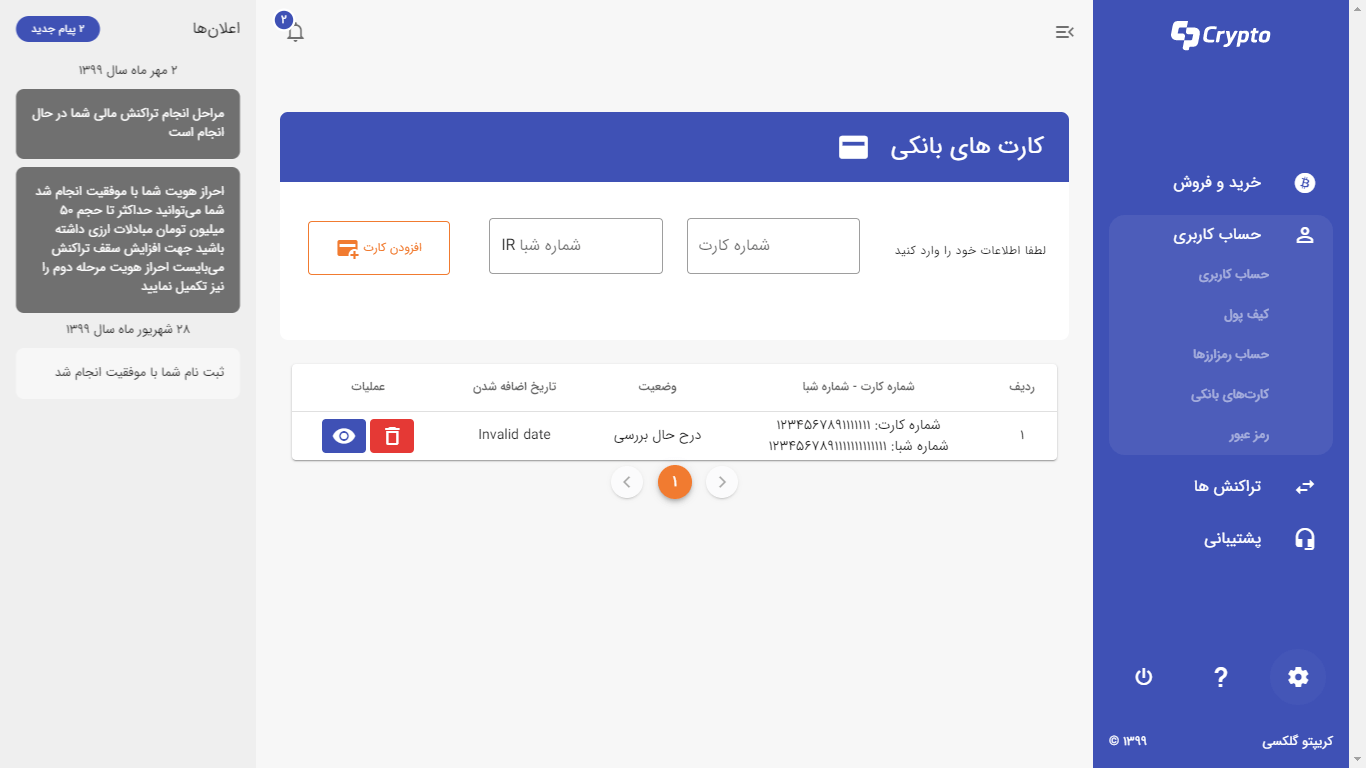 Crypto
خرید و فروش
حساب کاربری
حساب کاربری
کیف پول
حساب رمزارزها
کارت‌های بانکی
رمز عبور
تراکنش ها
پشتیبانی
?
کریپتو گلکسی
© ۱۳۹۹
۲
کارت های بانکی
لطفا اطلاعات خود را وارد کنید
شماره کارت
شماره شبا IR
افزودن کارت
ردیف
شماره کارت - شماره شبا
وضعیت
تاریخ اضافه شدن
عملیات
۱
شماره کارت: ۱۲۳۴۵۶۷۸۹۱۱۱۱۱۱۱
شماره شبا: ۱۲۳۴۵۶۷۸۹۱۱۱۱۱۱۱۱۱۱۱۱۱۱
درح حال بررسی
Invalid date
۱
اعلان‌ها
۲ پیام جدید
۲ مهر ماه سال ۱۳۹۹
مراحل انجام تراکنش مالی شما در حال
انجام است
احراز هویت شما با موفقیت انجام شد
شما می‌توانید حداکثر تا حجم ۵۰
میلیون تومان مبادلات ارزی داشته
باشید جهت افزایش سقف تراکنش
می‌بایست احراز هویت مرحله دوم را
نیز تکمیل نمایید
۲۸ شهریور ماه سال ۱۳۹۹
ثبت نام شما با موفقیت انجام شد